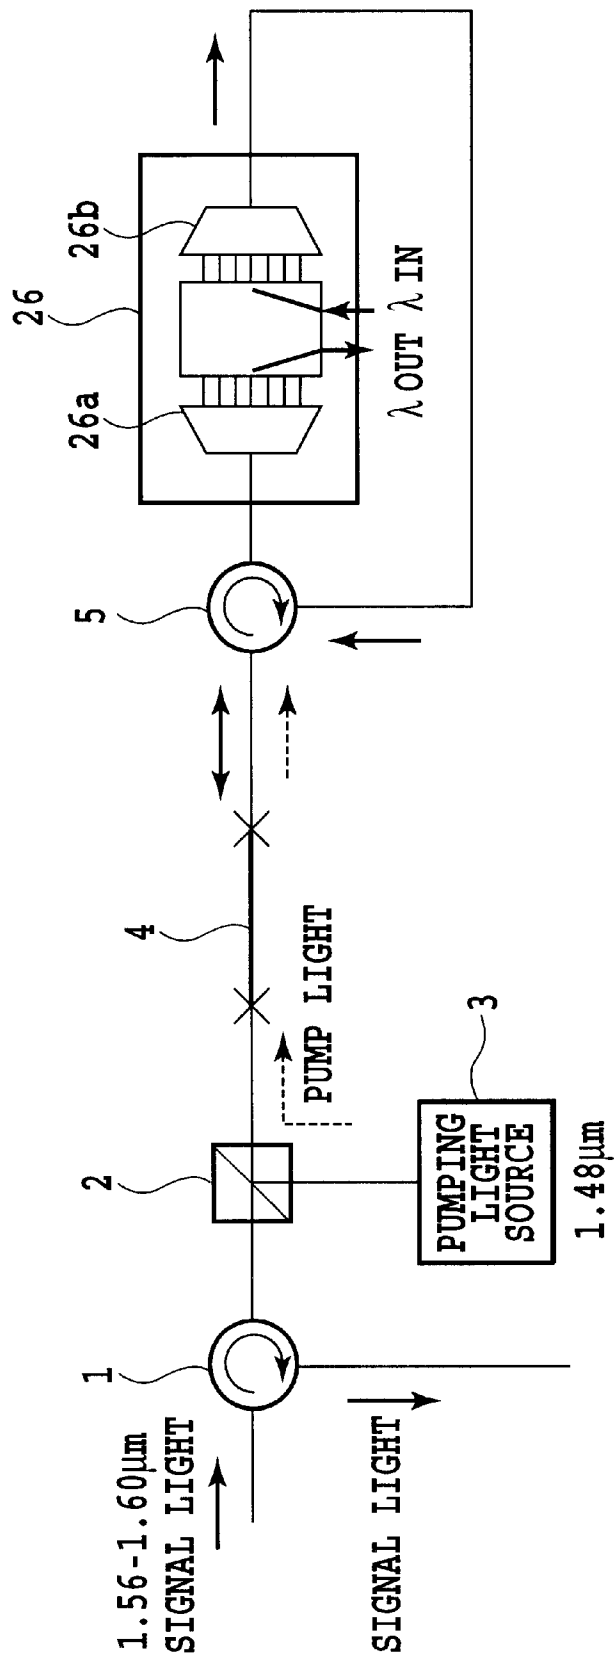 1.56-1.60μm
SIGNAL LIGHT
SIGNAL LIGHT
1
2
PUMPING
LIGHT
SOURCE
1.48μm
3
PUMP LIGHT
4
5
26
26a
26b
λOUT
λIN